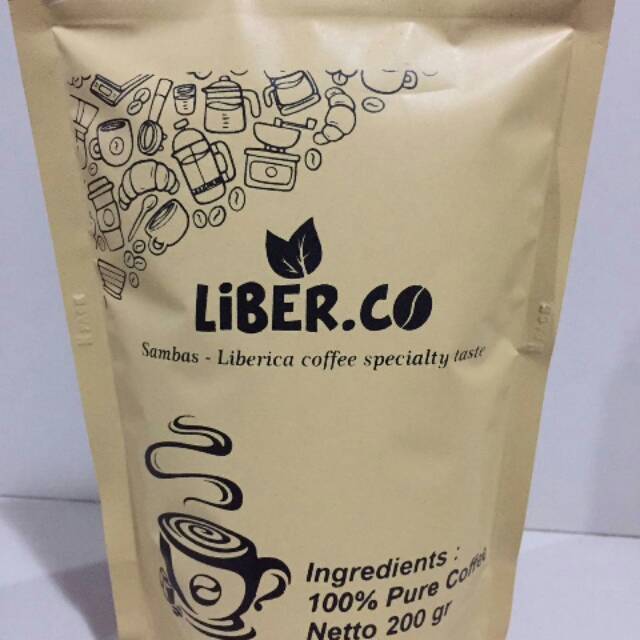 LiBER.CO
Sambas - Liberica coffee specialty taste
Ingredients :
100% Pure Coffee
Netto 200 gr